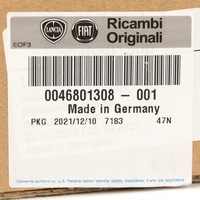 LANCIA
FIAT
Ricambi
Originali
EOF3
0046801308 - 001
Made in Germany
PKG 2021/12/10 7183 47N